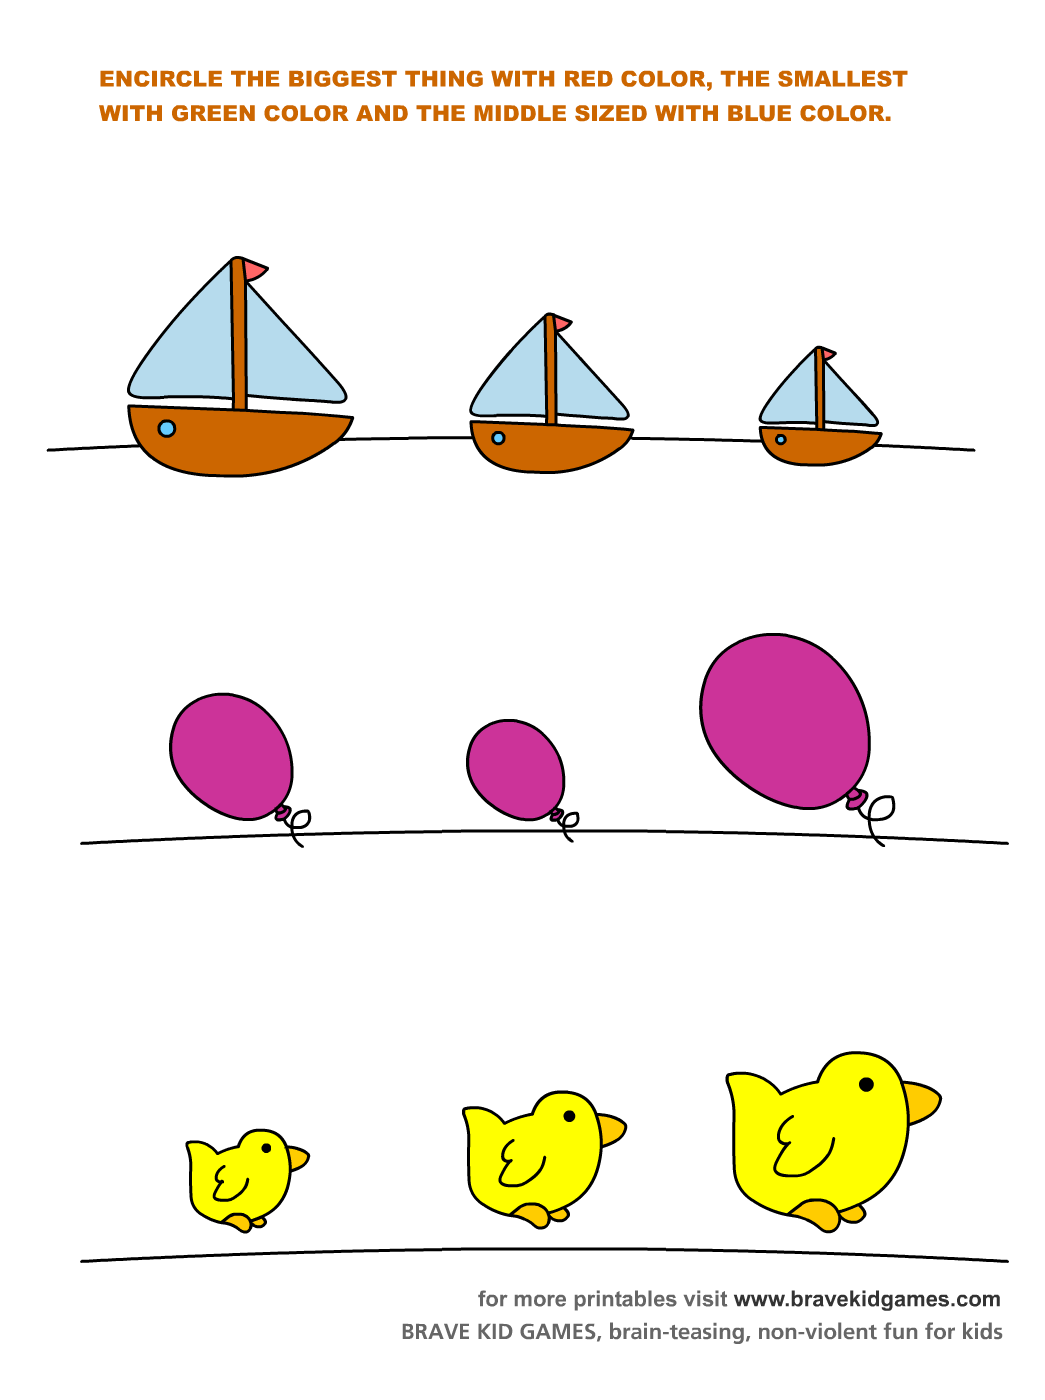 ENCIRCLE THE BIGGEST THING WITH RED COLOR, THE SMALLEST
WITH GREEN COLOR AND THE MIDDLE SIZED WITH BLUE COLOR.
for more printables visit www.bravekidgames.com
BRAVE KID GAMES, brain-teasing, non-violent fun for kids